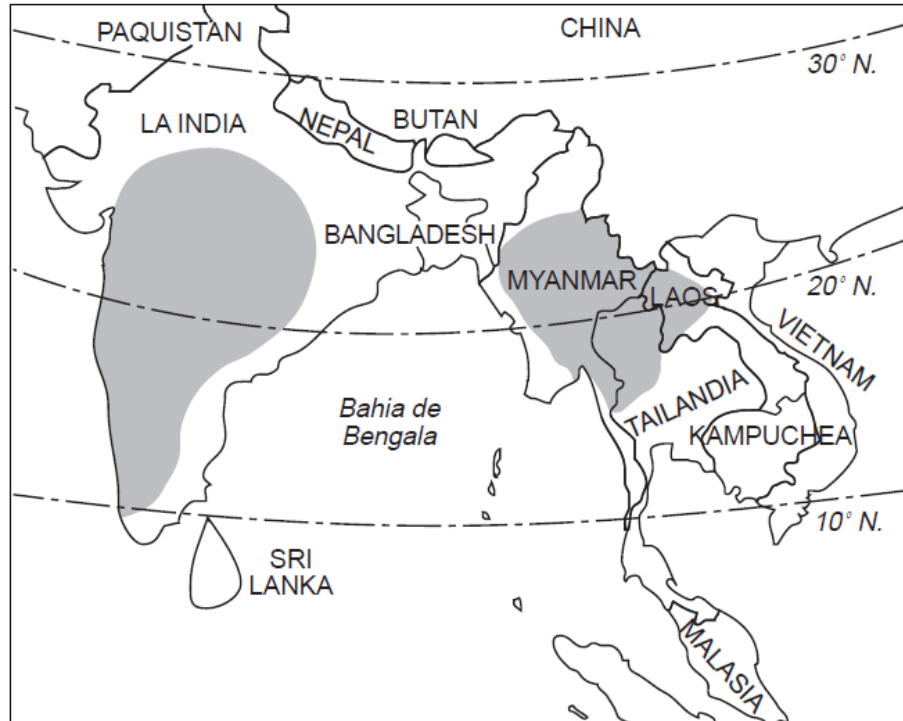 PAQUISTAN
CHINA
30° N.
LA INDIA
NEPAL
BUTAN
BANGLADESH
MYANMAR
LAOS
20° N.
VIETNAM
TAILANDIA
Bahia de
Bengala
KAMPUCHEA
10° N.
SRI
LANKA
MALASIA